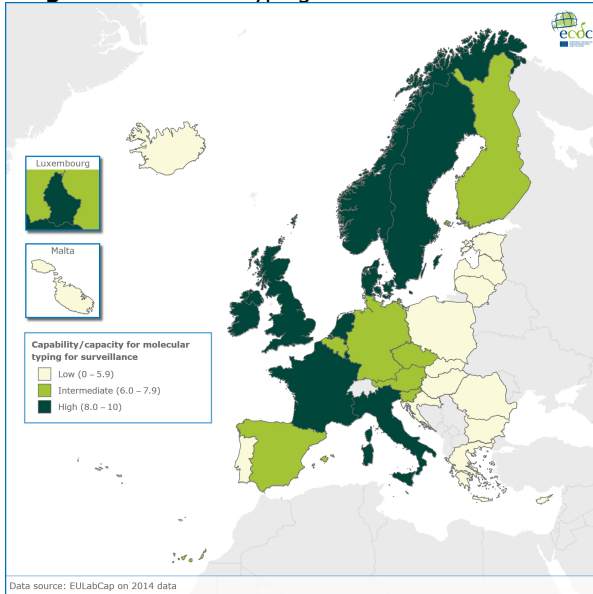 ecdc
Luxembourg
Malta
Capability/capacity for molecular
typing for surveillance
Low (0 – 5.9)
Intermediate (6.0 – 7.9)
High (8.0 – 10)
Data source: EULabCap on 2014 data